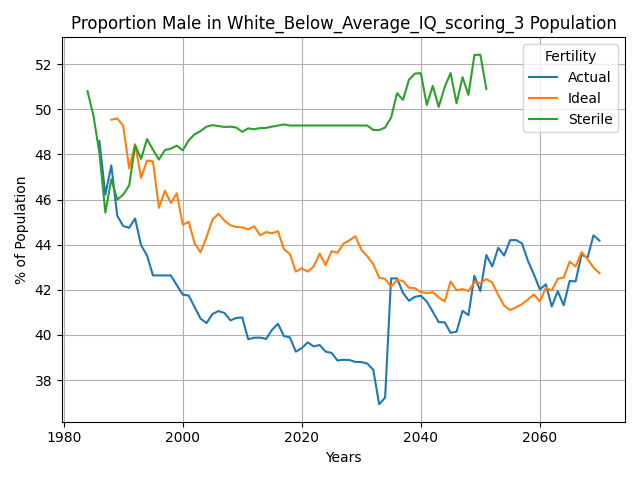 Proportion Male in White_Below_Average_IQ_scoring_3 Population
% of Population
52
50
48
46
44
42
40
38
1980
2000
2020
2040
2060
Years
Fertility
Actual
Ideal
Sterile